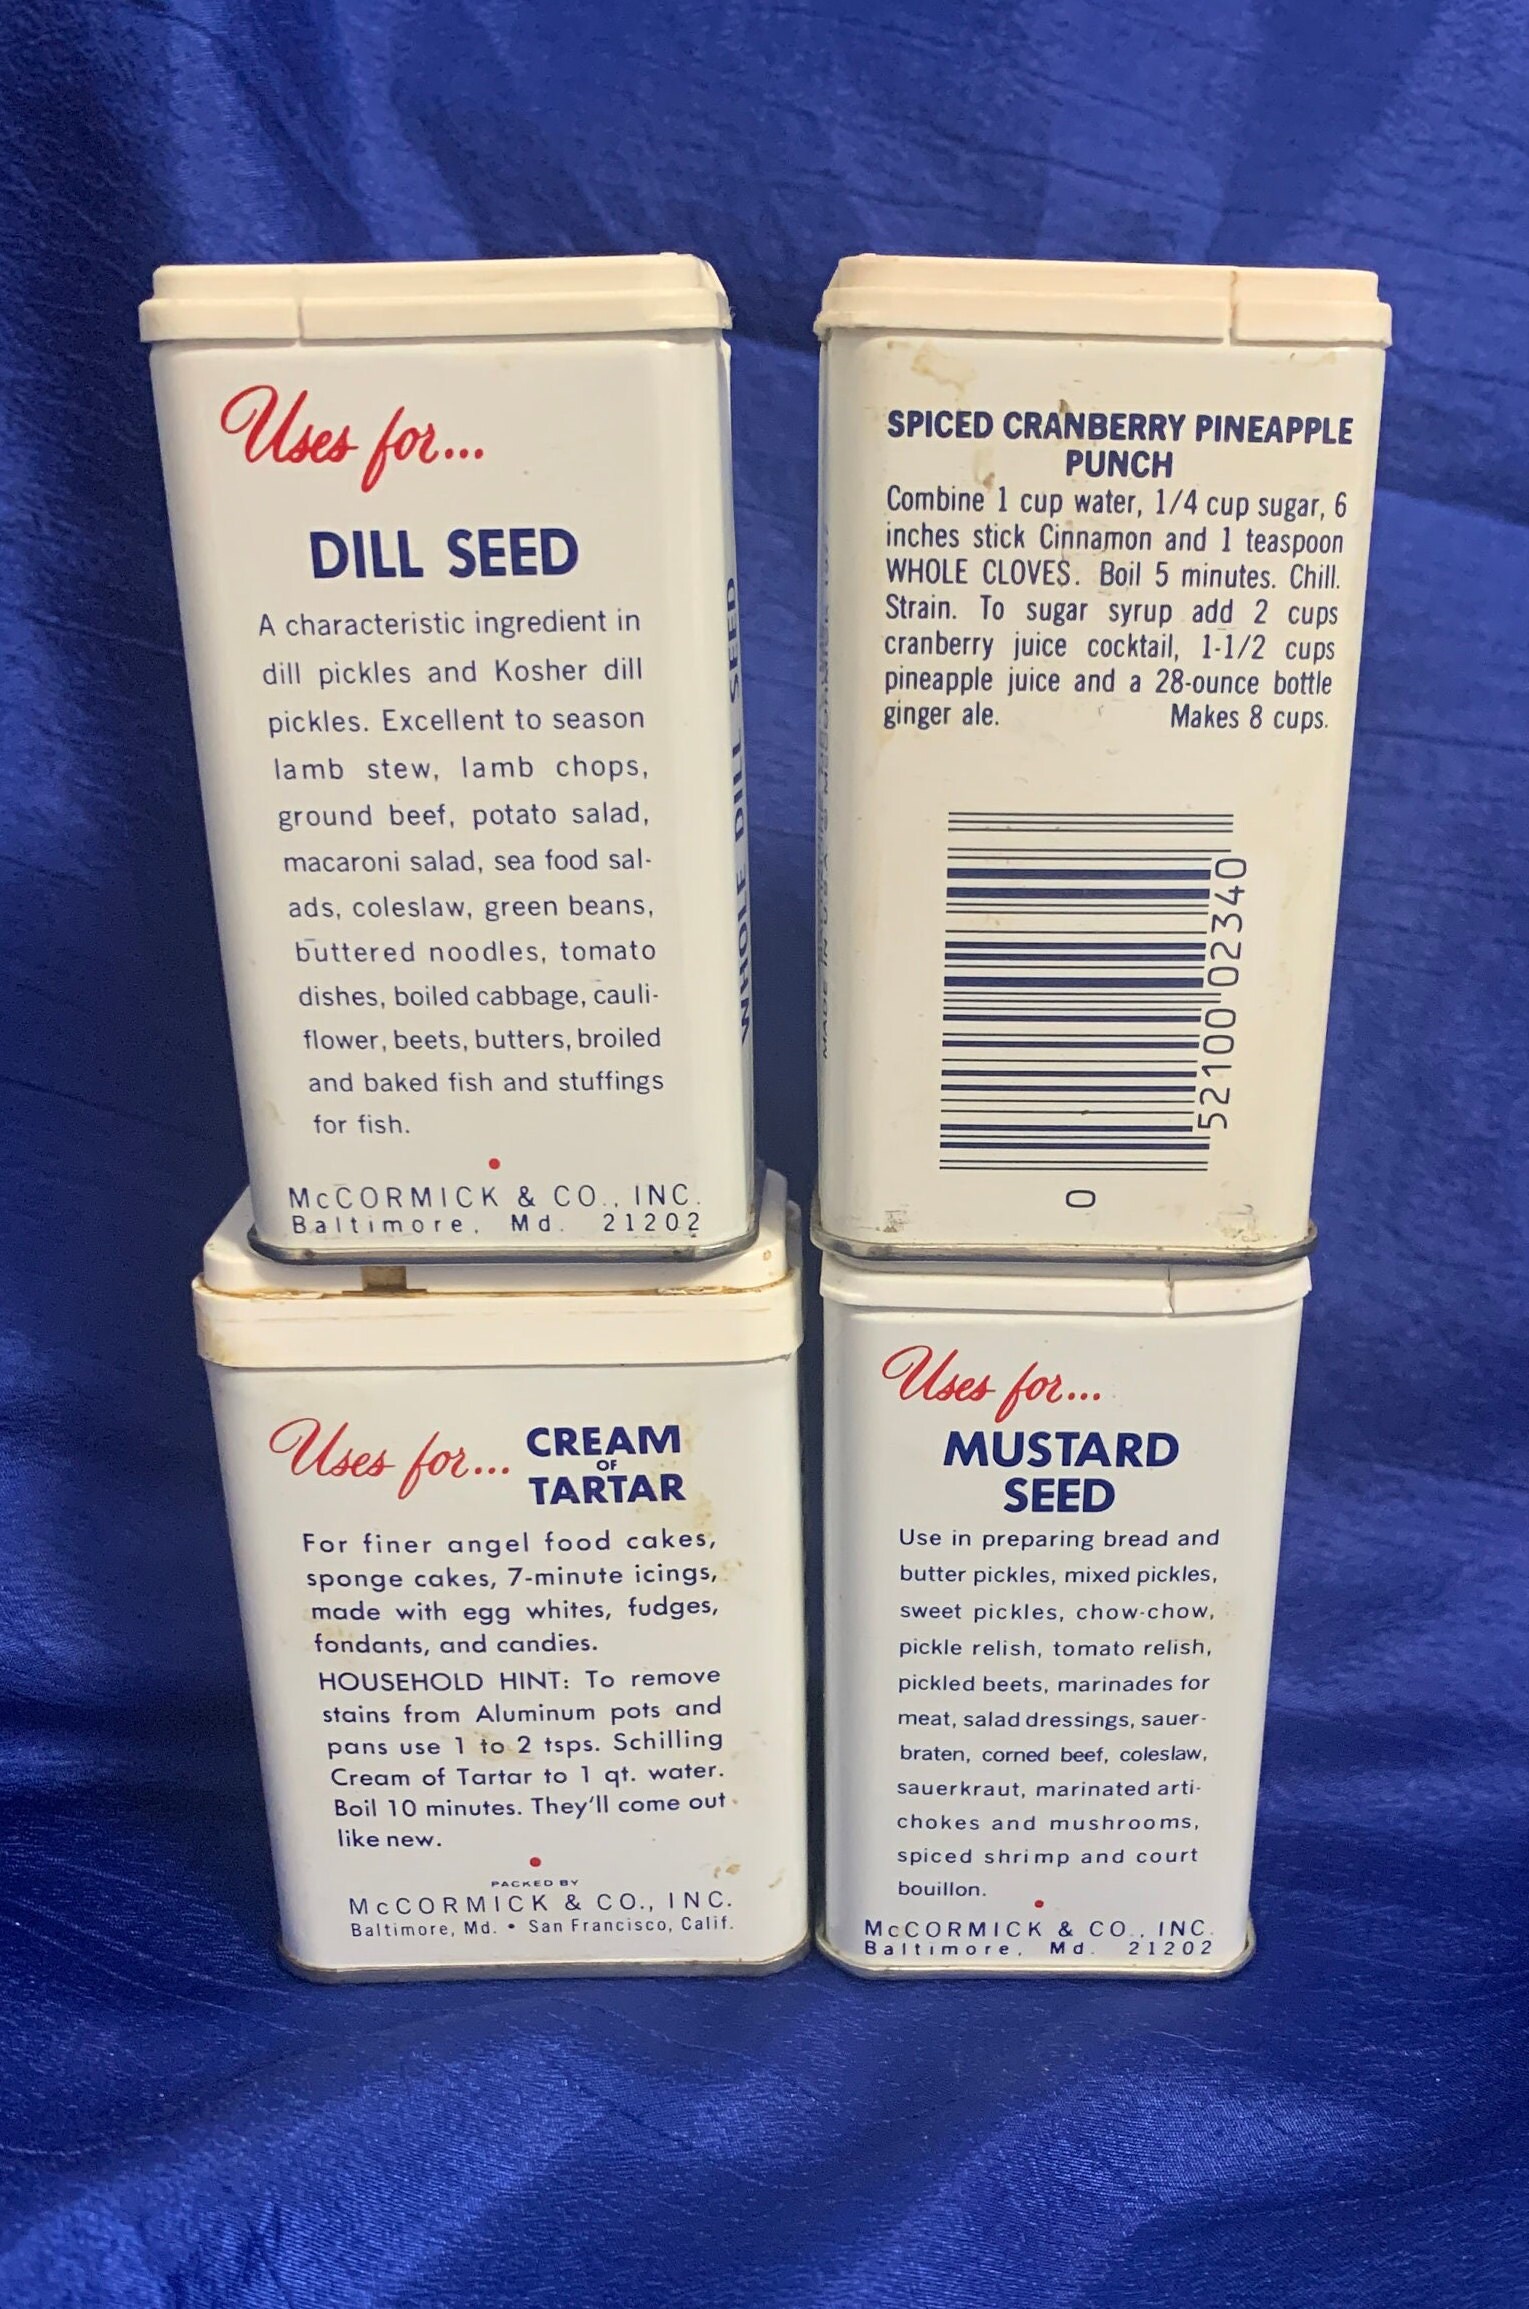 Uses for...
DILL SEED
A characteristic ingredient in
dill pickles and Kosher dill
pickles. Excellent to season
lamb stew, lamb chops,
ground beef, potato salad,
macaroni salad, sea food sal-
ads, coleslaw, green beans,
buttered noodles, tomato
dishes, boiled cabbage, cauli-
flower, beets, butters, broiled
and baked fish and stuffings
for fish.
McCORMICK & CO., INC.
Baltimore, Md. 21202
WHOLE DILL SEED
SPICED CRANBERRY PINEAPPLE
PUNCH
Combine 1 cup water, 1/4 cup sugar, 6
inches stick Cinnamon and 1 teaspoon
WHOLE CLOVES. Boil 5 minutes. Chill.
Strain. To sugar syrup add 2 cups
cranberry juice cocktail, 1-1/2 cups
pineapple juice and a 28-ounce bottle
ginger ale. Makes 8 cups.
52100 02340
0
MADE IN U.S.A.
Uses for... CREAM
OF
TARTAR
For finer angel food cakes,
sponge cakes, 7-minute icings,
made with egg whites, fudges,
fondants, and candies.
HOUSEHOLD HINT: To remove
stains from Aluminum pots and
pans use 1 to 2 tsps. Schilling
Cream of Tartar to 1 qt. water.
Boil 10 minutes. They'll come out
like new.
PACKED BY
McCORMICK & CO., INC.
Baltimore, Md. • San Francisco, Calif.
Uses for...
MUSTARD
SEED
Use in preparing bread and
butter pickles, mixed pickles,
sweet pickles, chow-chow,
pickle relish, tomato relish,
pickled beets, marinades for
meat, salad dressings, sauer-
braten, corned beef, coleslaw,
sauerkraut, marinated arti-
chokes and mushrooms,
spiced shrimp and court
bouillon.
McCORMICK & CO., INC.
Baltimore, Md. 21202